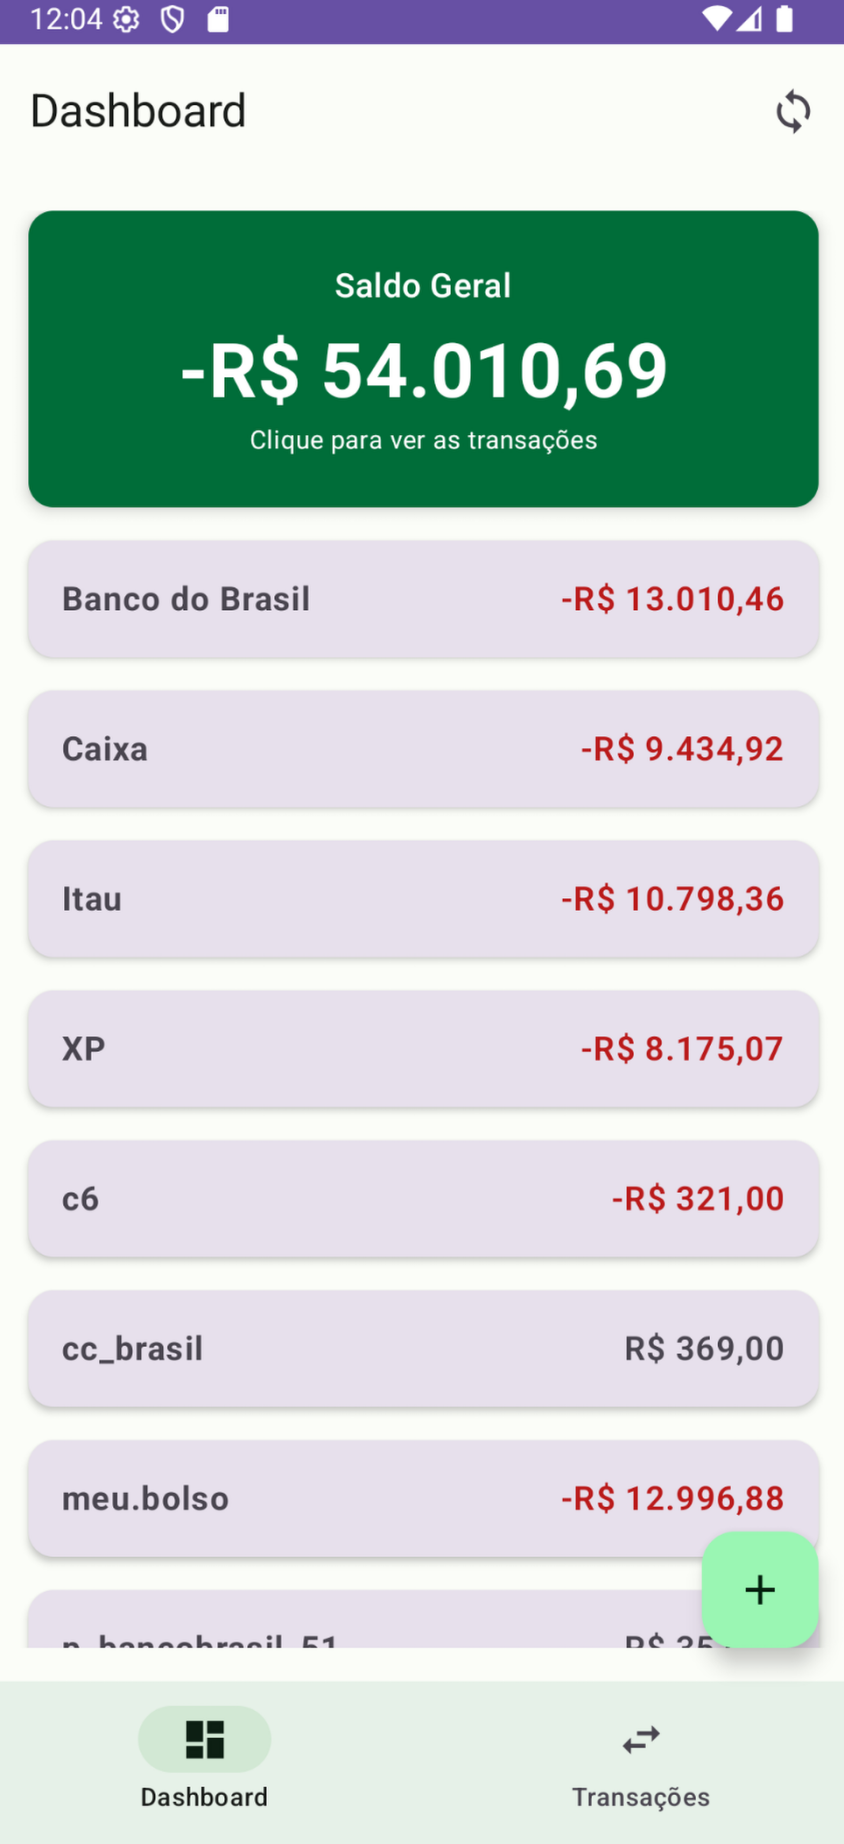 12:04
Dashboard
Saldo Geral
-R$ 54.010,69
Clique para ver as transações
Banco do Brasil -R$ 13.010,46
Caixa -R$ 9.434,92
Itau -R$ 10.798,36
XP -R$ 8.175,07
c6 -R$ 321,00
cc_brasil R$ 369,00
meu.bolso -R$ 12.996,88
p_bancobrasil_51 R$ 35
Dashboard Transações